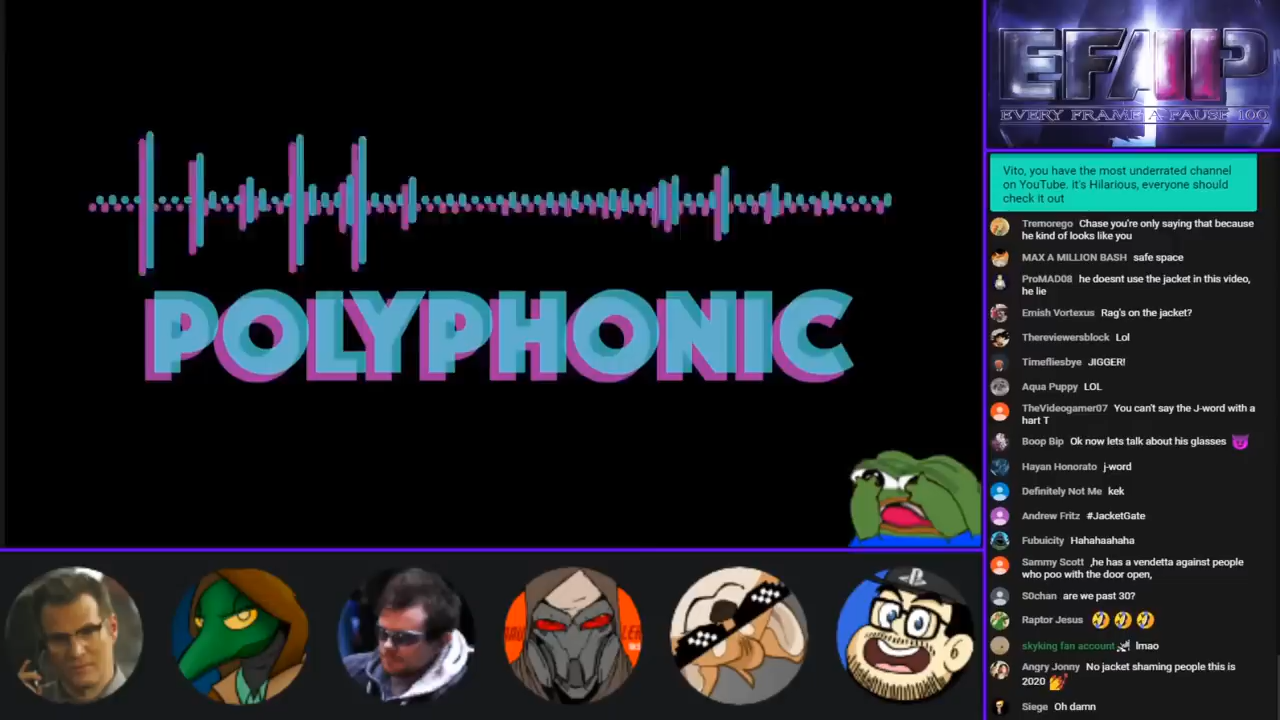 POLYPHONIC
EFAP
EVERY FRAME A PAUSE 100
Vito, you have the most underrated channel
on YouTube. it's Hilarious, everyone should
check it out
Tremorego Chase you're only saying that because
he kind of looks like you
MAX A MILLION BASH safe space
ProMAD08 he doesnt use the jacket in this video,
he lie
Emish Vortexus Rag's on the jacket?
Thereviewersblock Lol
Timefliesbye JIGGER!
Aqua Puppy LOL
TheVideogamer07 You can't say the J-word with a
hart T
Boop Bip Ok now lets talk about his glasses 😈
Hayan Honorato j-word
Definitely Not Me kek
Andrew Fritz #JacketGate
Fubuicity Hahahaahaha
Sammy Scott ,he has a vendetta against people
who poo with the door open,
S0chan are we past 30?
Raptor Jesus 🤣 🤣 🤣
skyking fan account lmao
Angry Jonny No jacket shaming people this is
2020
Siege Oh damn